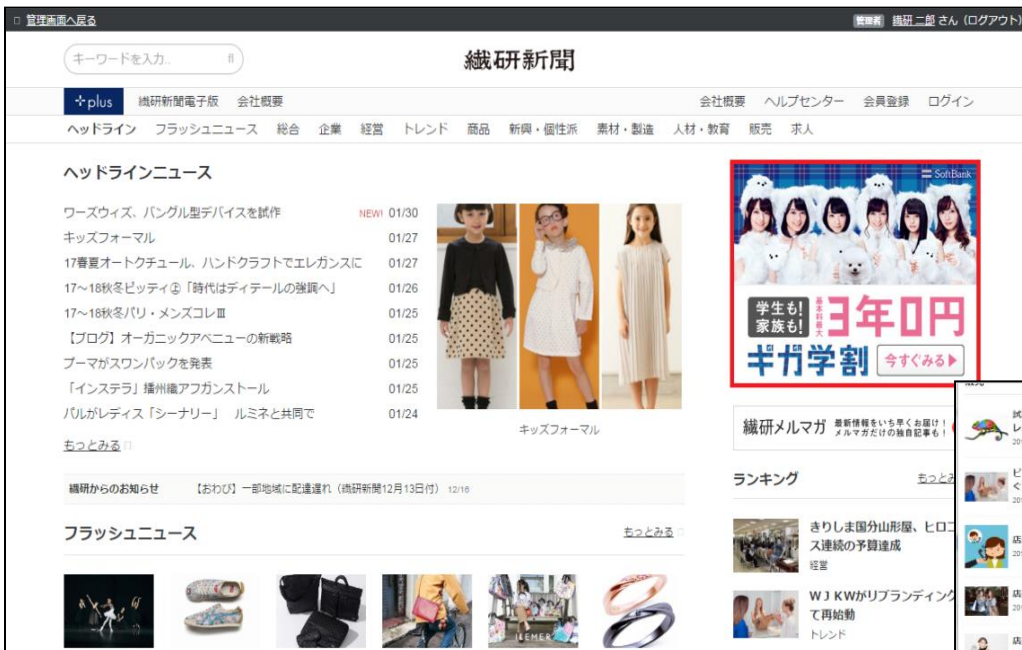 管理画面へ戻る
管理者 繊研 二郎 さん (ログアウト)
キーワードを入力..
繊研新聞
plus 繊研新聞電子版 会社概要
会社概要 ヘルプセンター 会員登録 ログイン
ヘッドライン フラッシュニュース 総合 企業 経営 トレンド 商品 新興・個性派 素材・製造 人材・教育 販売 求人
ヘッドラインニュース
ワーズウィズ、バングル型デバイスを試作 NEW! 01/30
キッズフォーマル 01/27
17春夏オートクチュール、ハンドクラフトでエレガンスに 01/27
17~18秋冬ピッティ㊤「時代はディテールの強調へ」 01/26
17~18秋冬パリ・メンズコレⅢ 01/25
【ブログ】オーガニックアベニューの新戦略 01/25
プーマがスワンパックを発表 01/25
「インステラ」播州織アフガンストール 01/25
パルがレディス「シーナリー」 ルミネと共同で 01/24
もっとみる
キッズフォーマル
SoftBank
学生も!
家族も!
基本料最大
3年0円
ギガ学割 今すぐみる
繊研メルマガ 最新情報をいち早くお届け!
メルマガだけの独自記事も!
繊研からのお知らせ 【おわび】一部地域に配達遅れ(繊研新聞12月13日付) 12/16
フラッシュニュース もっとみる
LEMER
ランキング もっとみ
きりしま国分山形屋、ヒロコ
ス連続の予算達成
経営
WJKWがリブランディング
て再始動
トレンド